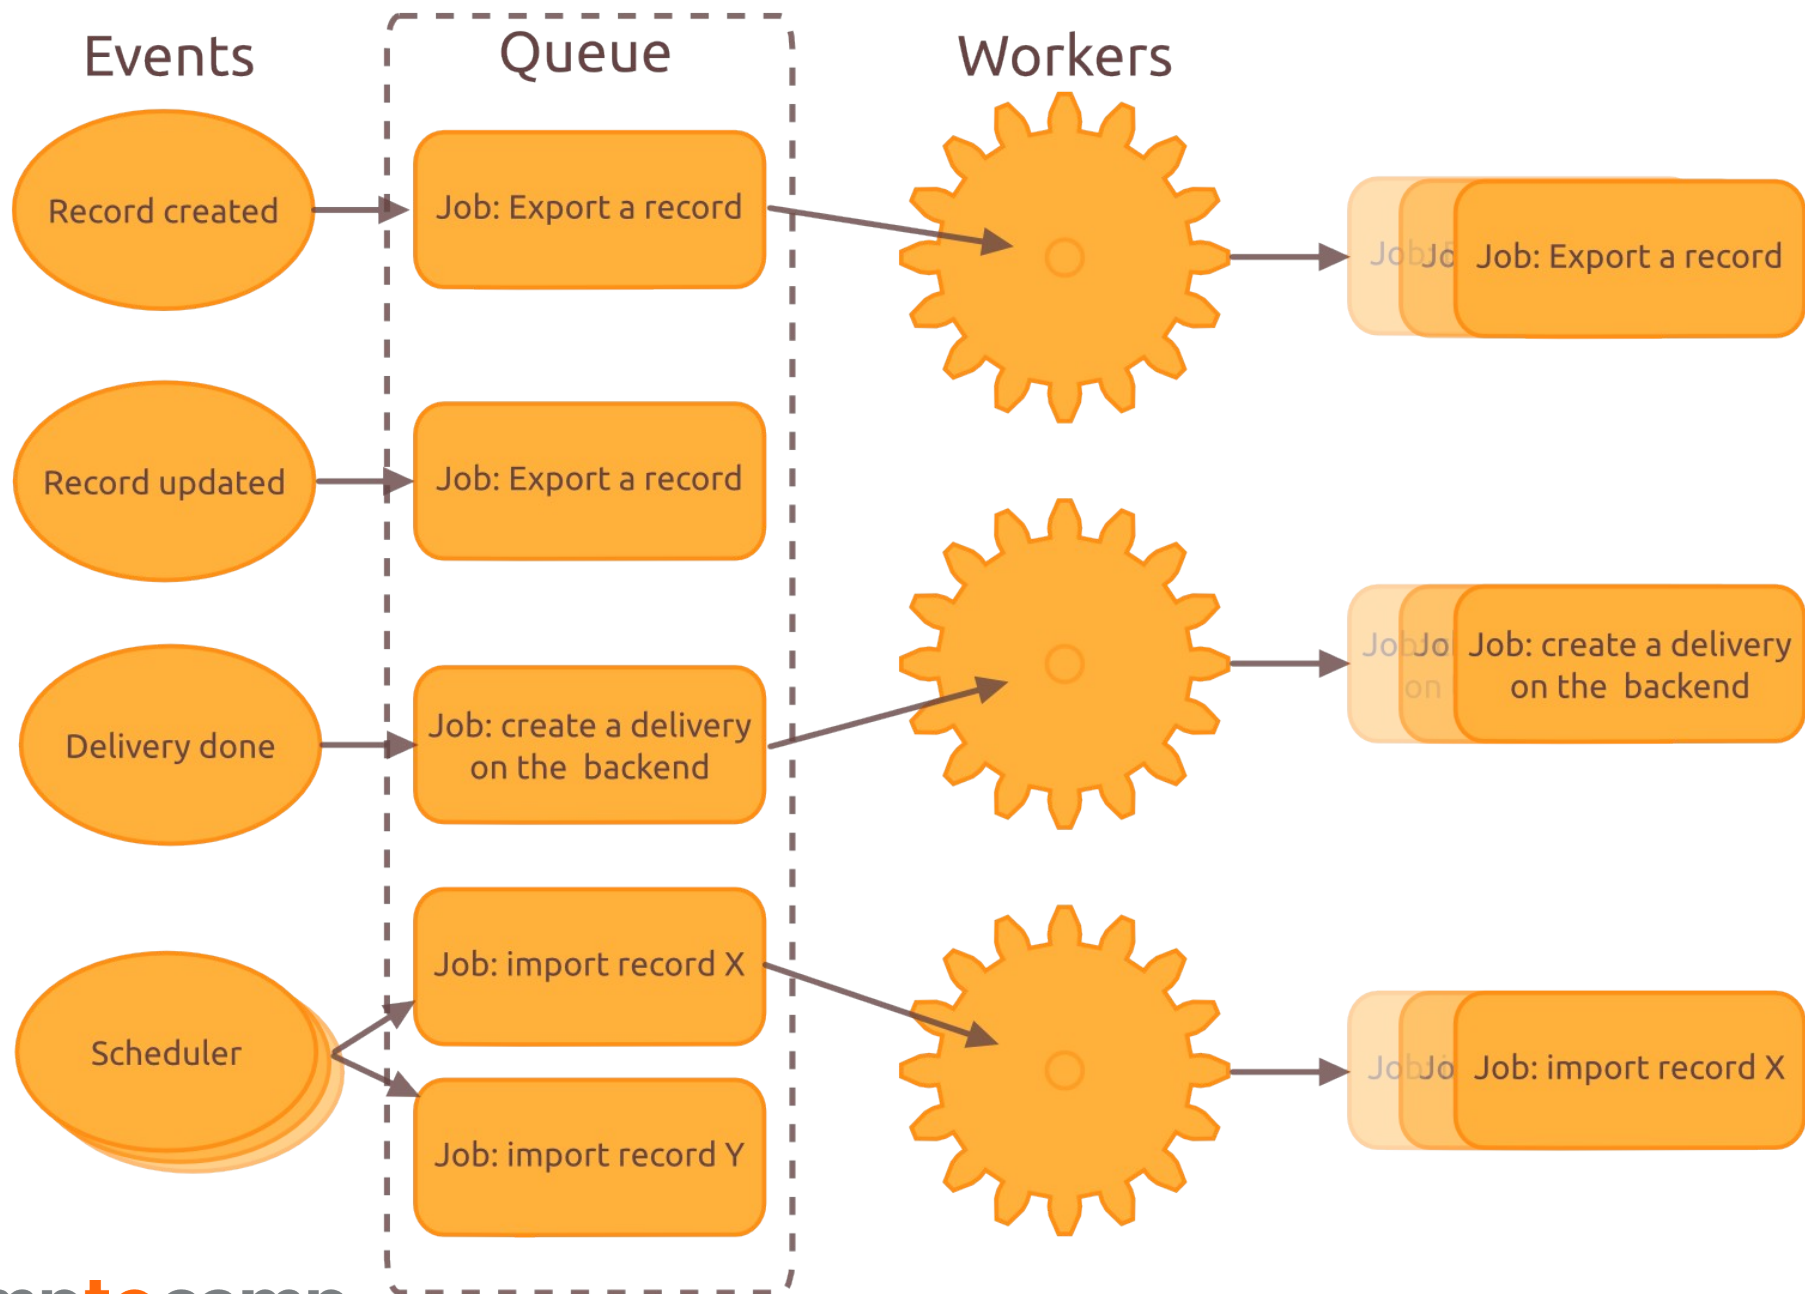 Events
Queue
Workers
Record created
Job: Export a record
Job: Export a record
Record updated
Job: Export a record
Delivery done
Job: create a delivery
on the backend
Job: create a delivery
on the backend
Scheduler
Job: import record X
Job: import record Y
Job: import record X